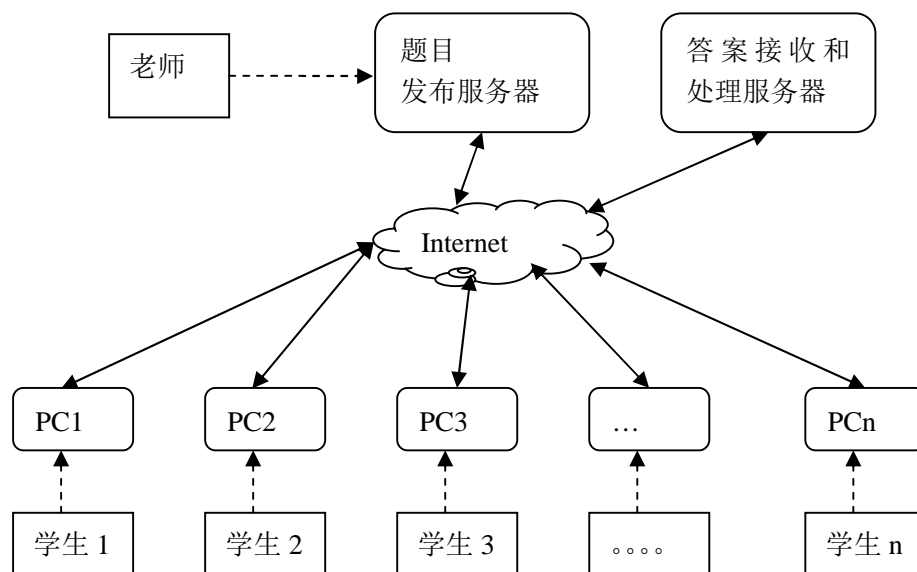 老师
题目
发布服务器
答案接收和
处理服务器
Internet
PC1
PC2
PC3
…
PCn
学生 1
学生 2
学生 3
。。。。
学生 n